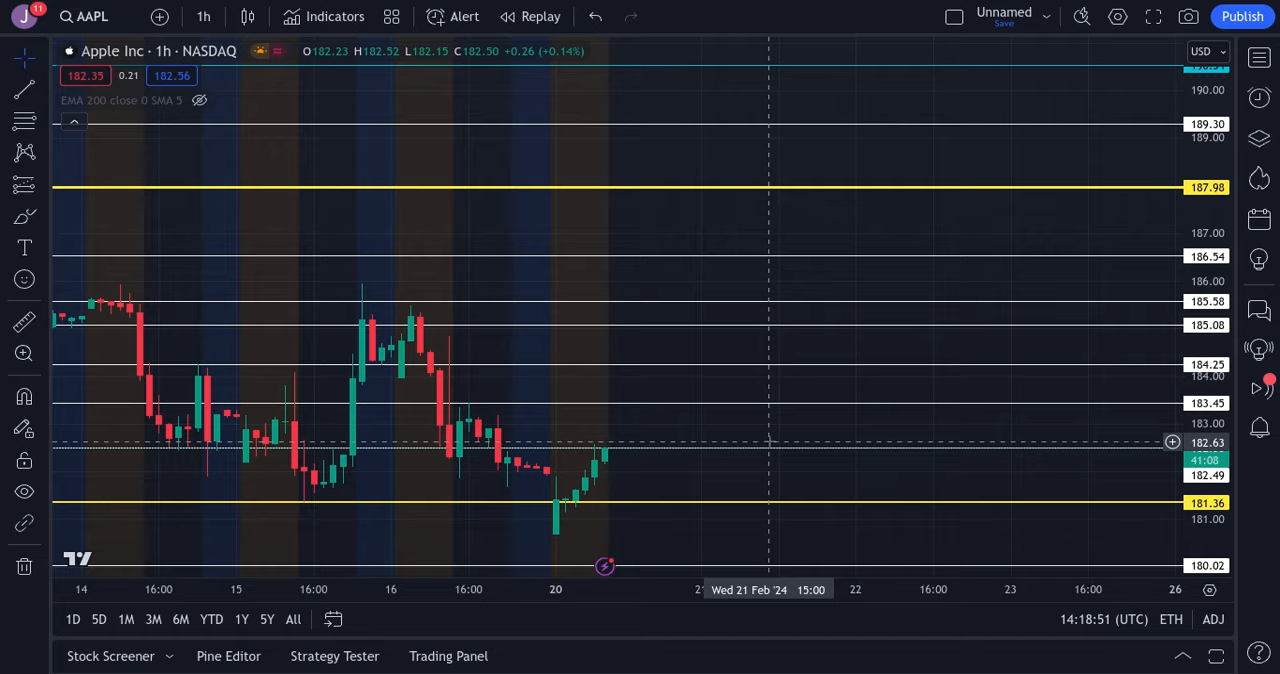 J
11
AAPL
1h
Indicators
Alert
Replay
Unnamed
Save
Publish
Apple Inc · 1h · NASDAQ
O182.23 H182.52 L182.15 C182.50 +0.26 (+0.14%)
USD
182.35 0.21 182.56
EMA 200 close 0 SMA 5
190.00
189.30
189.00
187.98
187.00
186.54
186.00
185.58
185.08
184.25
184.00
183.45
183.00
182.63
41:08
182.49
181.36
181.00
180.02
14 16:00 15 16:00 16 16:00 20 Wed 21 Feb '24 15:00 22 16:00 23 16:00 26
1D 5D 1M 3M 6M YTD 1Y 5Y All
14:18:51 (UTC) ETH ADJ
Stock Screener Pine Editor Strategy Tester Trading Panel